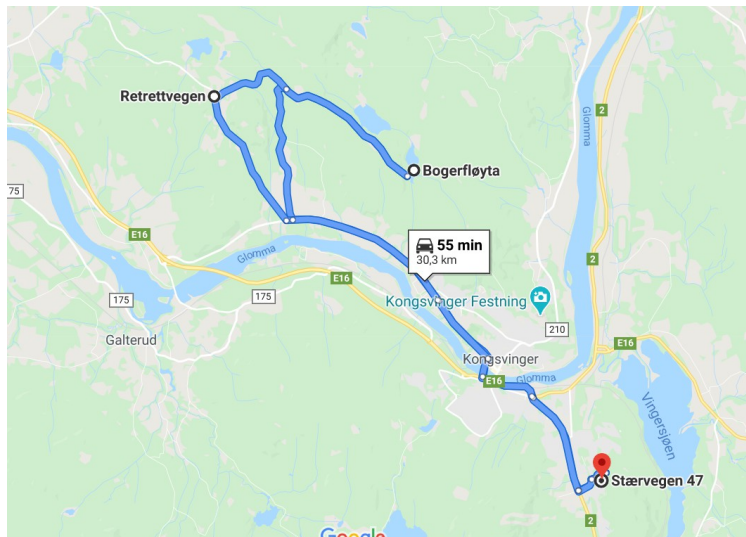 2
Glomma
Retrettvegen
Bogerfløyta
75
E16
55 min
30,3 km
Glomma
2
E16
175
175
Kongsvinger Festning
210
Galterud
E16
Kongsvinger
E16
Glomma
Vingersjøen
Stærvegen 47
2
Google